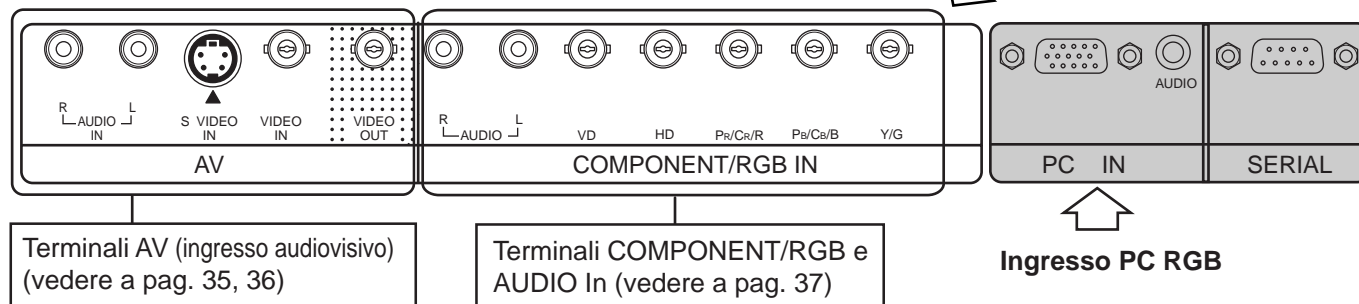 R L
AUDIO
IN
S VIDEO
IN
VIDEO
IN
VIDEO
OUT
R L
AUDIO
VD
HD
PR/CR/R
PB/CB/B
Y/G
AUDIO
AV
COMPONENT/RGB IN
PC IN
SERIAL
Terminali AV (ingresso audiovisivo)
(vedere a pag. 35, 36)
Terminali COMPONENT/RGB e
AUDIO In (vedere a pag. 37)
Ingresso PC RGB